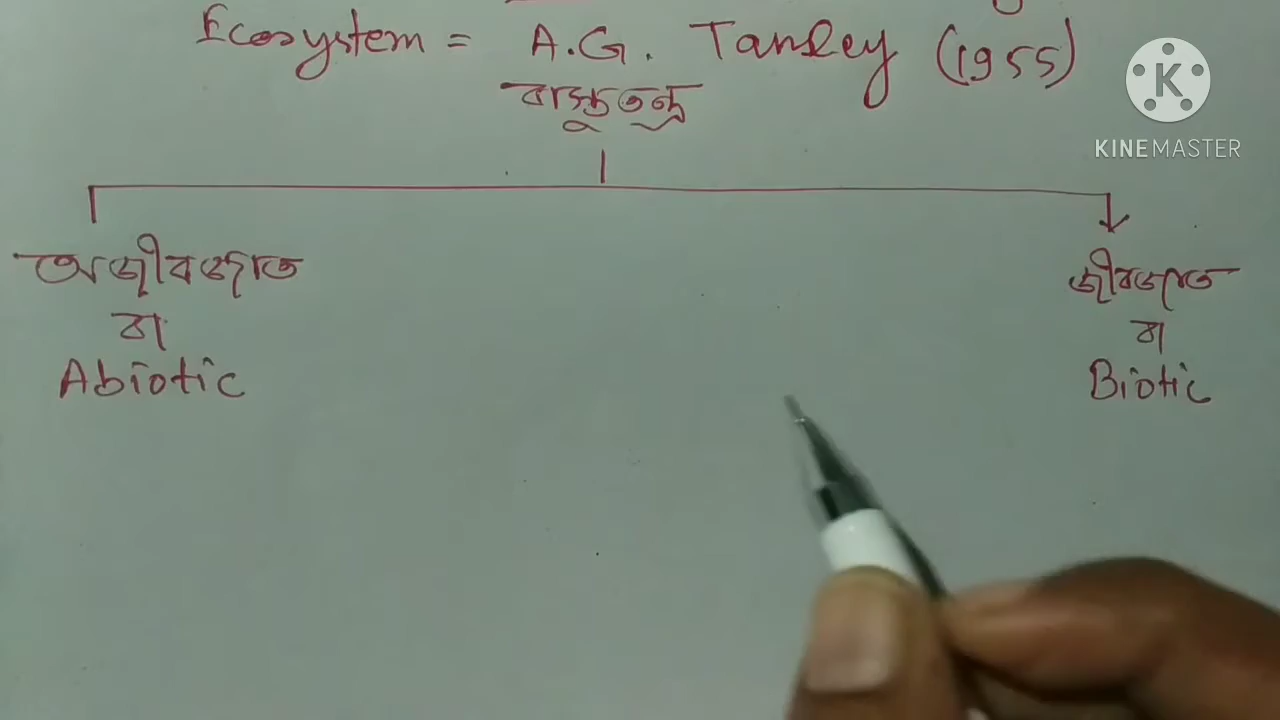 Ecosystem = A.G. Tansley (1955)
বাস্তুতন্ত্র
অজীবজাত
বা
Abiotic
জীবজাত
বা
Biotic
K
KINEMASTER